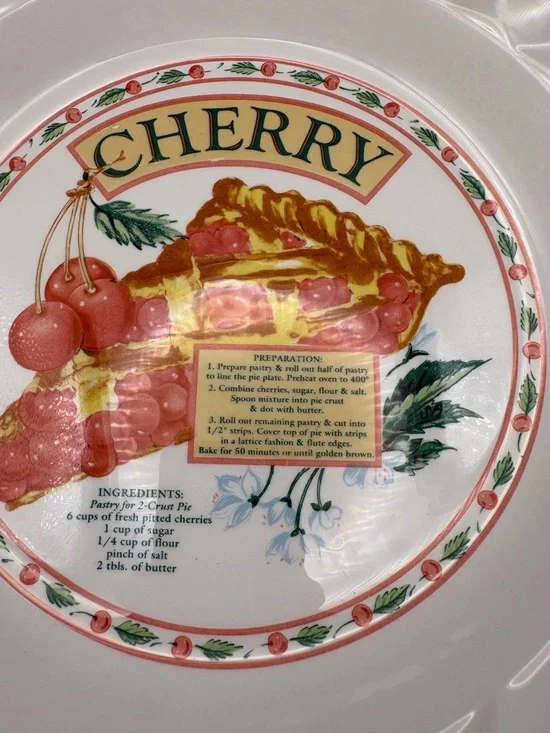 CHERRY
PREPARATION:
1. Prepare pastry & roll out half of pastry
to line the pie plate. Preheat oven to 400°
2. Combine cherries, sugar, flour & salt.
Spoon mixture into pie crust
& dot with butter.
3. Roll out remaining pastry & cut into
1/2" strips. Cover top of pie with strips
in a lattice fashion & flute edges.
Bake for 50 minutes or until golden brown.
INGREDIENTS:
Pastry for 2-Crust Pie
6 cups of fresh pitted cherries
1 cup of sugar
1/4 cup of flour
pinch of salt
2 tbls. of butter